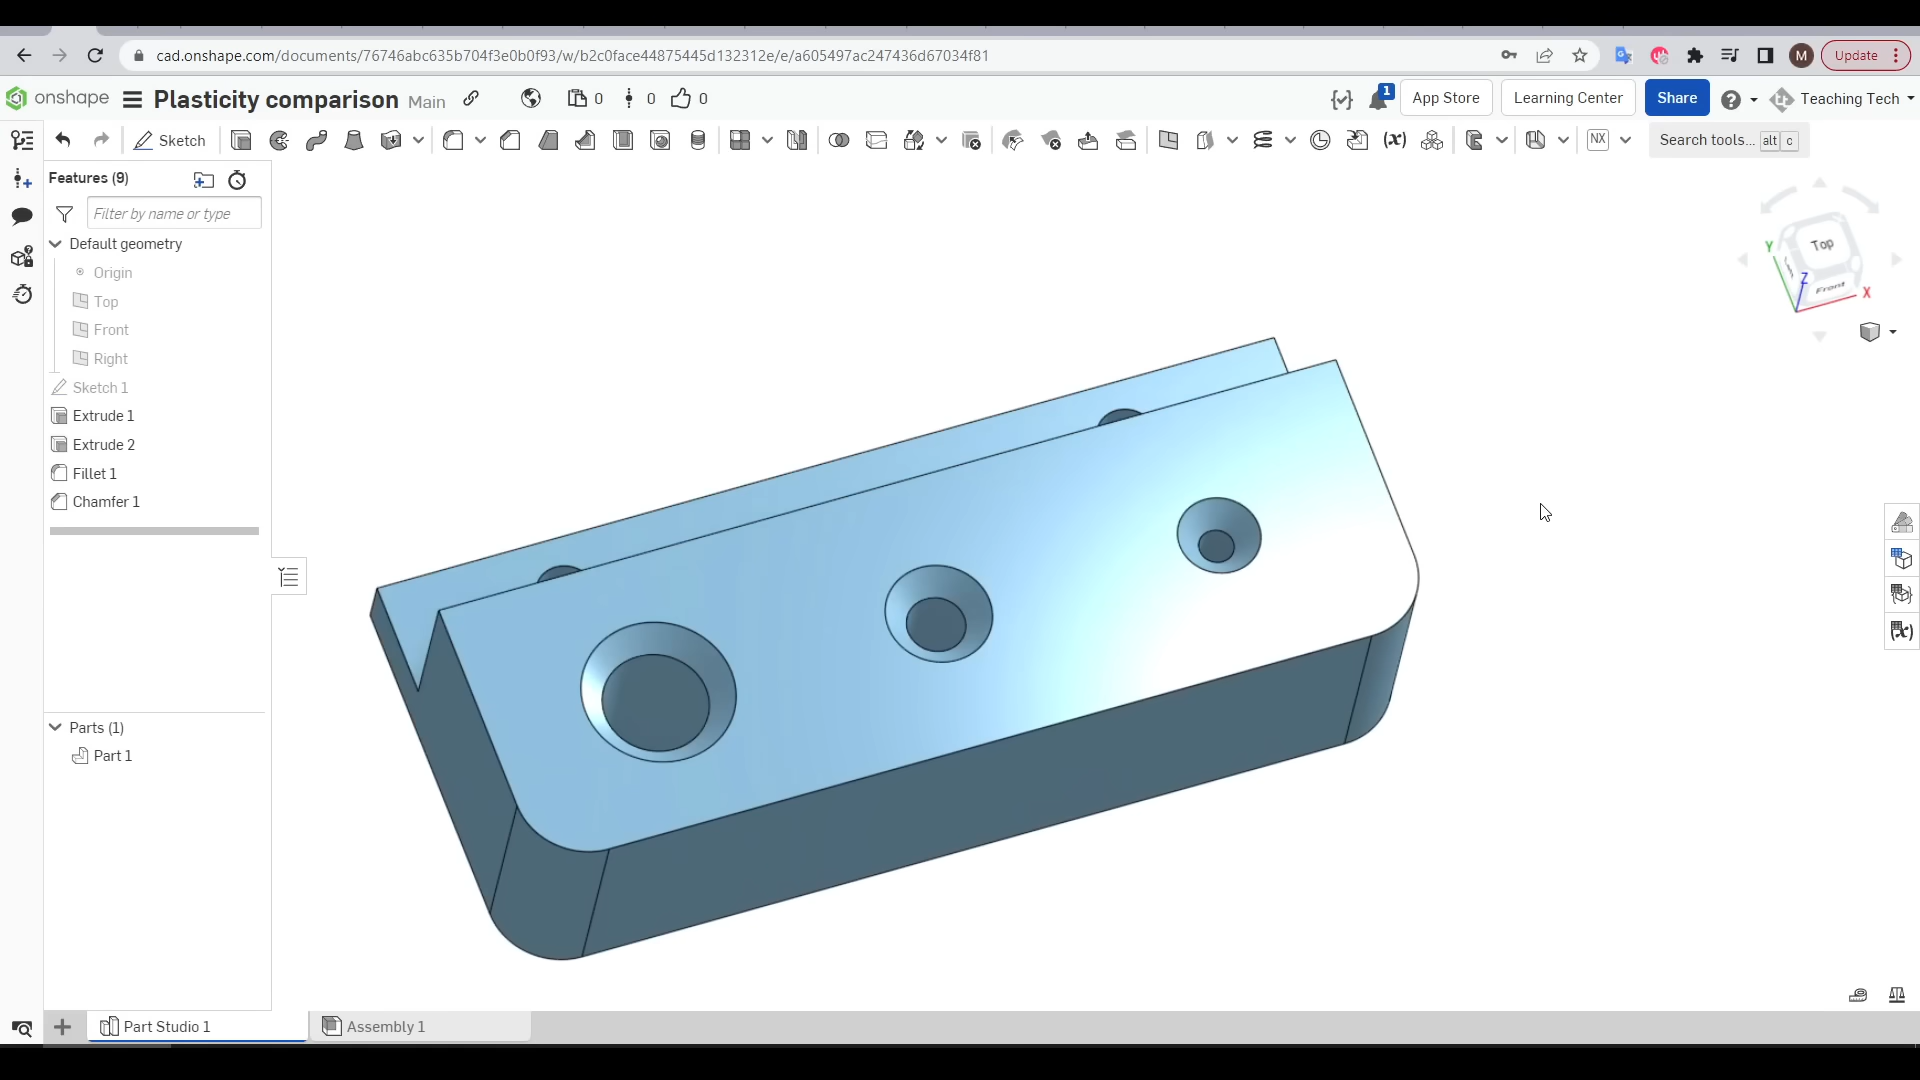 cad.onshape.com/documents/76746abc635b704f3e0b0f93/w/b2c0face44875445d132312e/e/a605497ac247436d67034f81
M
Update
onshape
Plasticity comparison
Main
0
0
0
1
App Store
Learning Center
Share
Teaching Tech
Sketch
(x)
NX
Search tools... alt c
Features (9)
Filter by name or type
Default geometry
Origin
Top
Front
Right
Sketch 1
Extrude 1
Extrude 2
Fillet 1
Chamfer 1
Top
Front
Y
Z
X
(x)
Parts (1)
Part 1
Part Studio 1
Assembly 1